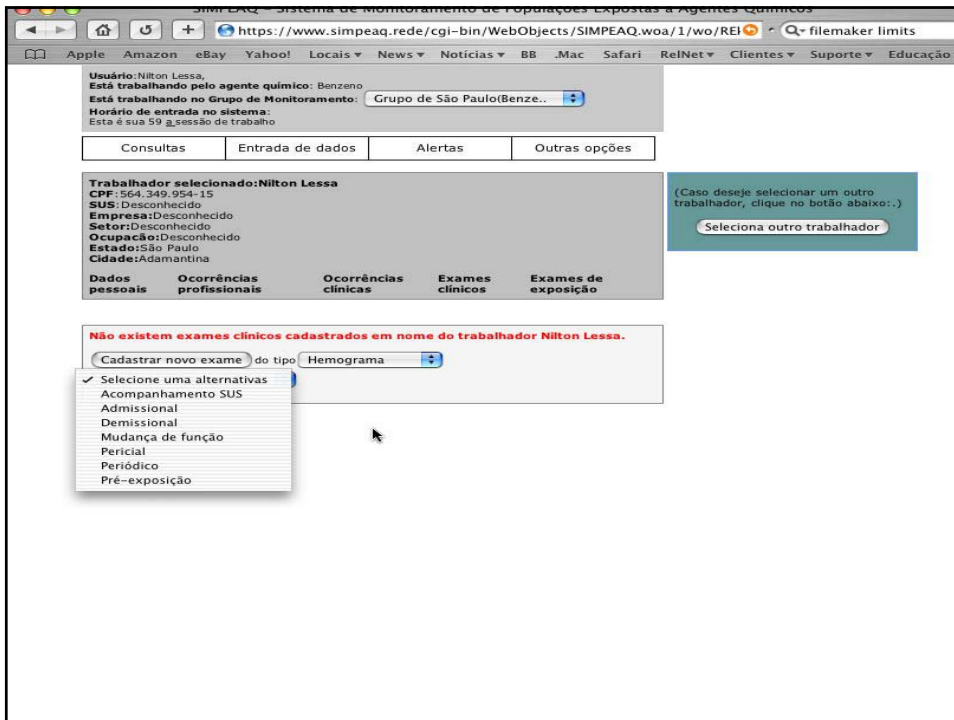 SIMPEAQ - Sistema de Monitoramento de Populações Expostas a Agentes Químicos
https://www.simpeaq.rede/cgi-bin/WebObjects/SIMPEAQ.woa/1/wo/REI
filemaker limits
Apple Amazon eBay Yahoo! Locais News Notícias BB .Mac Safari RelNet Clientes Suporte Educação
Usuário:Nilton Lessa,
Está trabalhando pelo agente químico: Benzeno
Está trabalhando no Grupo de Monitoramento: Grupo de São Paulo(Benze..
Horário de entrada no sistema:
Esta é sua 59 a sessão de trabalho
Consultas Entrada de dados Alertas Outras opções
Trabalhador selecionado:Nilton Lessa
CPF:564.349.954-15
SUS:Desconhecido
Empresa:Desconhecido
Setor:Desconhecido
Ocupacão:Desconhecido
Estado:São Paulo
Cidade:Adamantina
Dados pessoais Ocorrências profissionais Ocorrências clínicas Exames clínicos Exames de exposição
(Caso deseje selecionar um outro
trabalhador, clique no botão abaixo:.)
Seleciona outro trabalhador
Não existem exames clínicos cadastrados em nome do trabalhador Nilton Lessa.
Cadastrar novo exame do tipo Hemograma
✓ Selecione uma alternativas
Acompanhamento SUS
Admissional
Demissional
Mudança de função
Pericial
Periódico
Pré-exposição